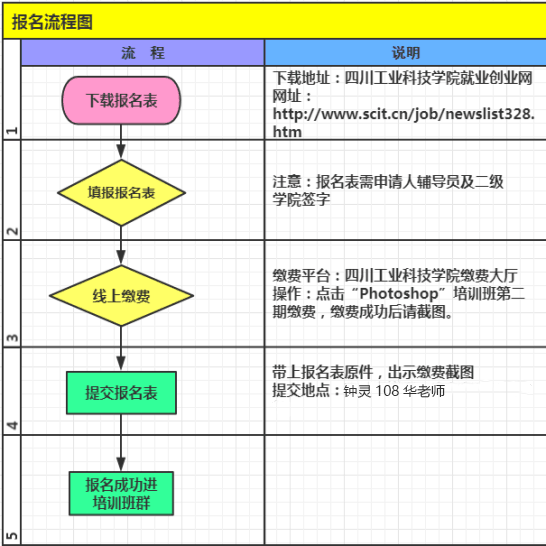 报名流程图
流 程
说明
1
下载报名表
下载地址：四川工业科技学院就业创业网
网址：
http://www.scit.cn/job/newslist328.
htm
2
填报报名表
注意：报名表需申请人辅导员及二级
学院签字
3
线上缴费
缴费平台：四川工业科技学院缴费大厅
操作：点击“Photoshop”培训班第二
期缴费，缴费成功后请截图。
4
提交报名表
带上报名表原件，出示缴费截图
提交地点：钟灵 108 华老师
5
报名成功进
培训班群